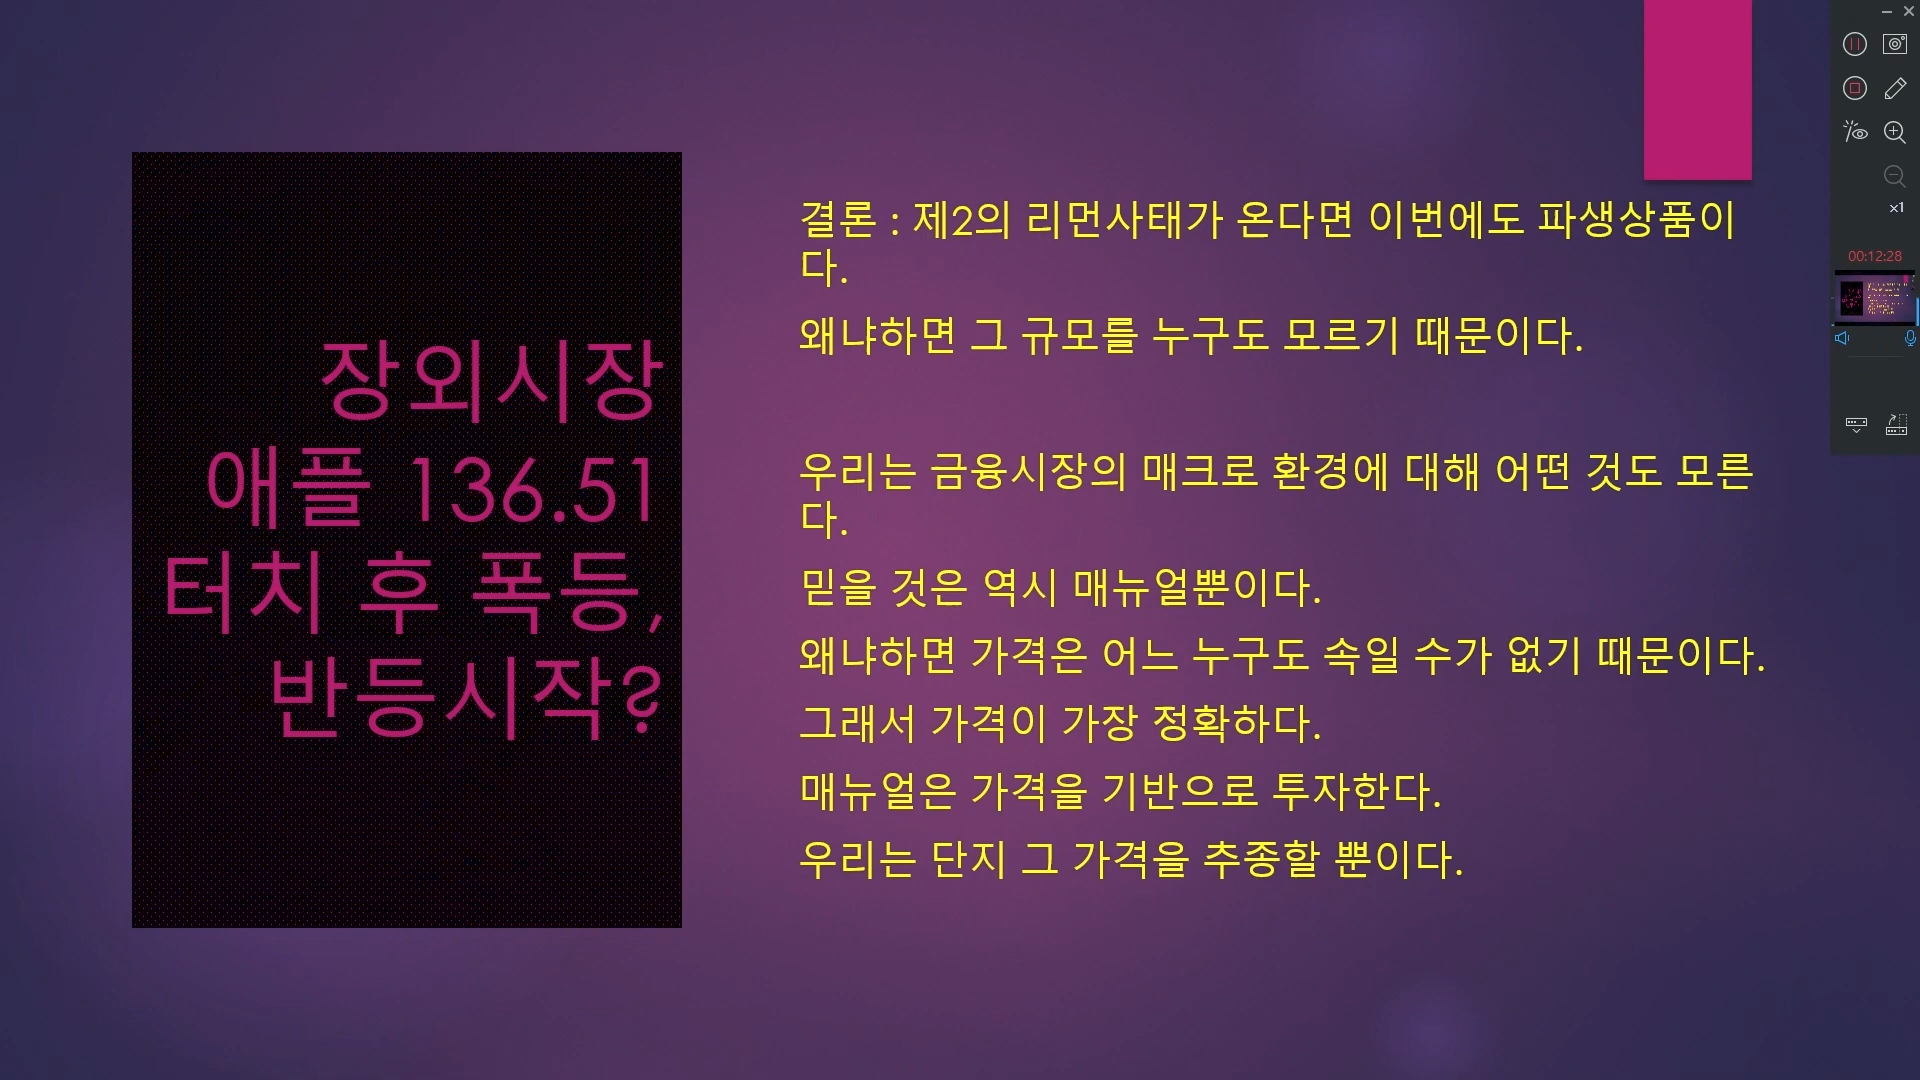 장외시장
애플 136.51
터치 후 폭등,
반등시작?
결론 : 제2의 리먼사태가 온다면 이번에도 파생상품이
다.
왜냐하면 그 규모를 누구도 모르기 때문이다.
우리는 금융시장의 매크로 환경에 대해 어떤 것도 모른
다.
믿을 것은 역시 매뉴얼뿐이다.
왜냐하면 가격은 어느 누구도 속일 수가 없기 때문이다.
그래서 가격이 가장 정확하다.
매뉴얼은 가격을 기반으로 투자한다.
우리는 단지 그 가격을 추종할 뿐이다.
x1
00:12:28